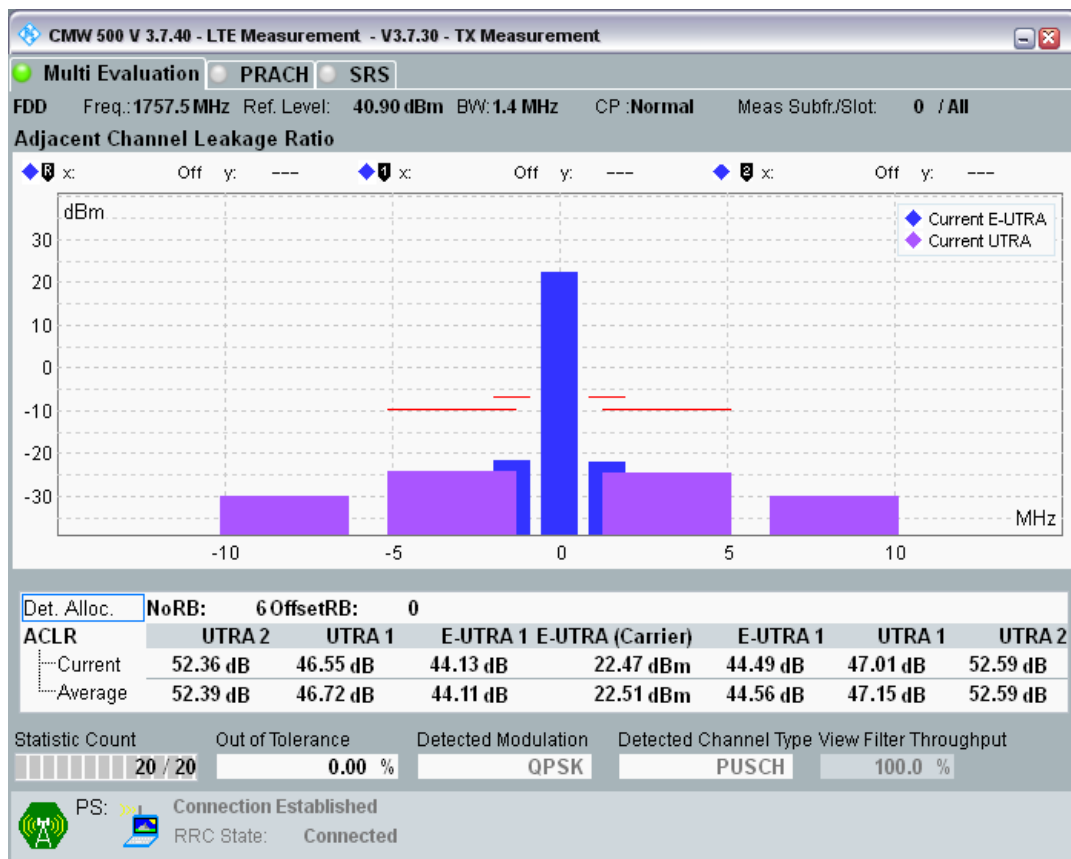 CMW 500 V 3.7.40 - LTE Measurement - V3.7.30 - TX Measurement
Multi Evaluation PRACH SRS
FDD Freq.:1757.5 MHz Ref. Level: 40.90 dBm BW:1.4 MHz CP :Normal Meas Subfr./Slot: 0 / All
Adjacent Channel Leakage Ratio
R x: Off y: --- 1 x: Off y: --- 2 x: Off y: ---
dBm
Current E-UTRA
Current UTRA
30
20
10
0
-10
-20
-30
MHz
-10 -5 0 5 10
Det. Alloc. NoRB: 6 OffsetRB: 0
ACLR UTRA 2 UTRA 1 E-UTRA 1 E-UTRA (Carrier) E-UTRA 1 UTRA 1 UTRA 2
Current 52.36 dB 46.55 dB 44.13 dB 22.47 dBm 44.49 dB 47.01 dB 52.59 dB
Average 52.39 dB 46.72 dB 44.11 dB 22.51 dBm 44.56 dB 47.15 dB 52.59 dB
Statistic Count Out of Tolerance Detected Modulation Detected Channel Type View Filter Throughput
20 / 20 0.00 % QPSK PUSCH 100.0 %
PS: Connection Established
RRC State: Connected